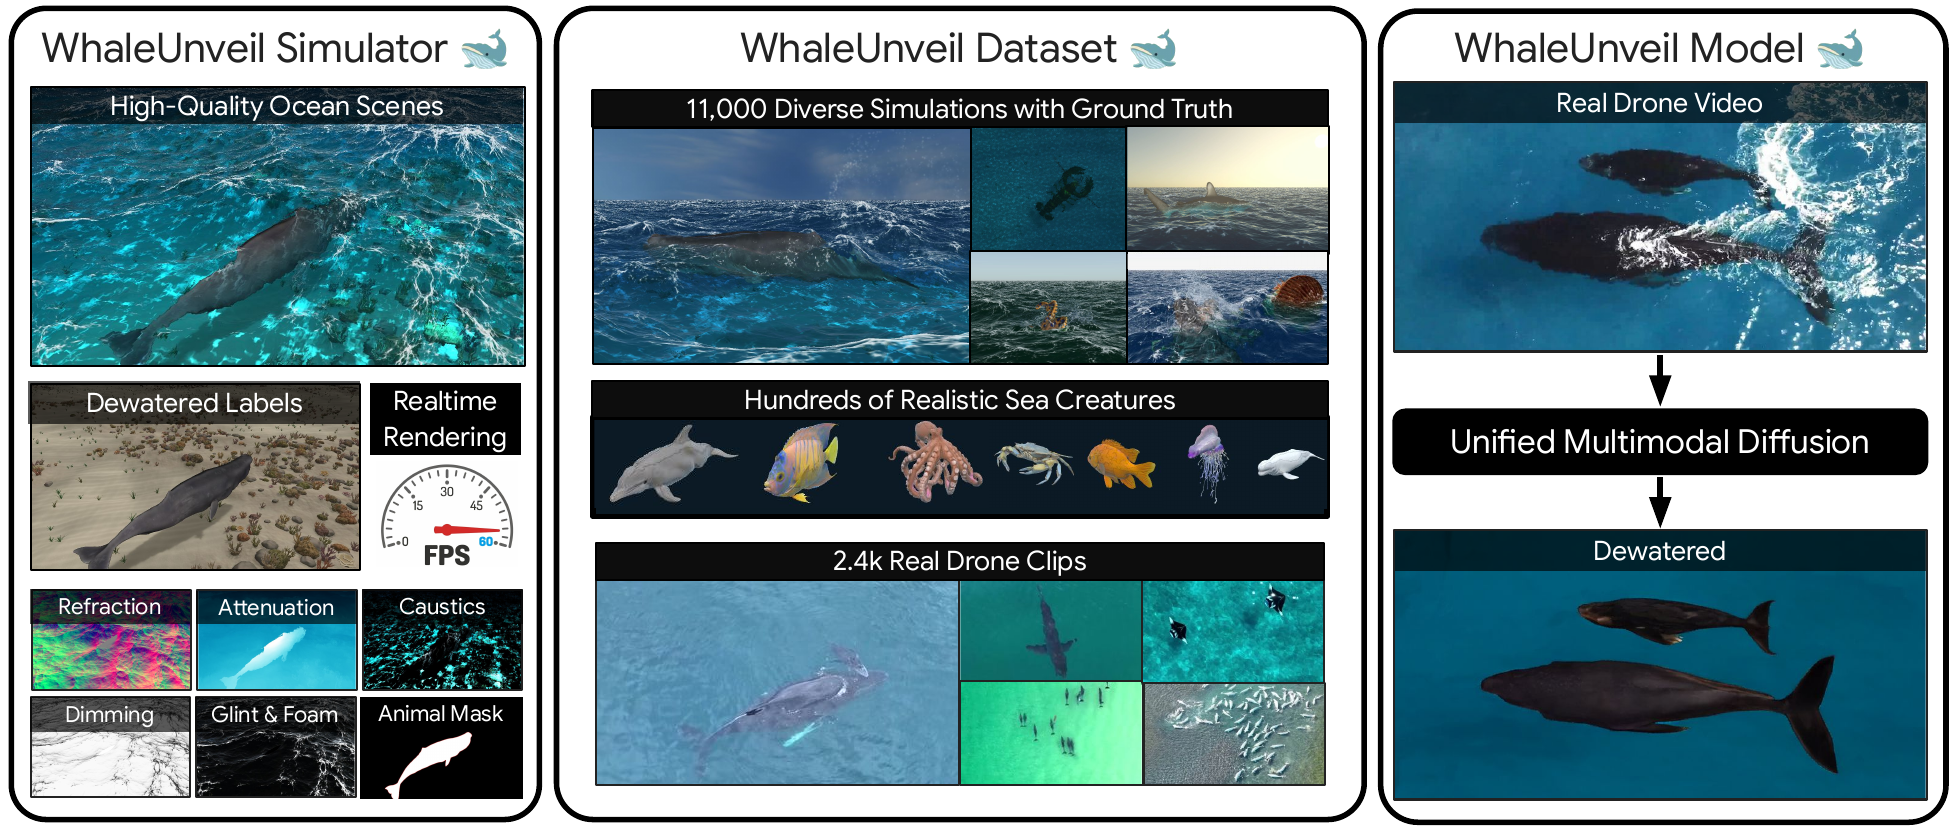 WhaleUnveil Simulator
High-Quality Ocean Scenes
Dewatered Labels
Realtime
Rendering
0
15
30
45
60
FPS
Refraction
Attenuation
Caustics
Dimming
Glint & Foam
Animal Mask
WhaleUnveil Dataset
11,000 Diverse Simulations with Ground Truth
Hundreds of Realistic Sea Creatures
2.4k Real Drone Clips
WhaleUnveil Model
Real Drone Video
Unified Multimodal Diffusion
Dewatered